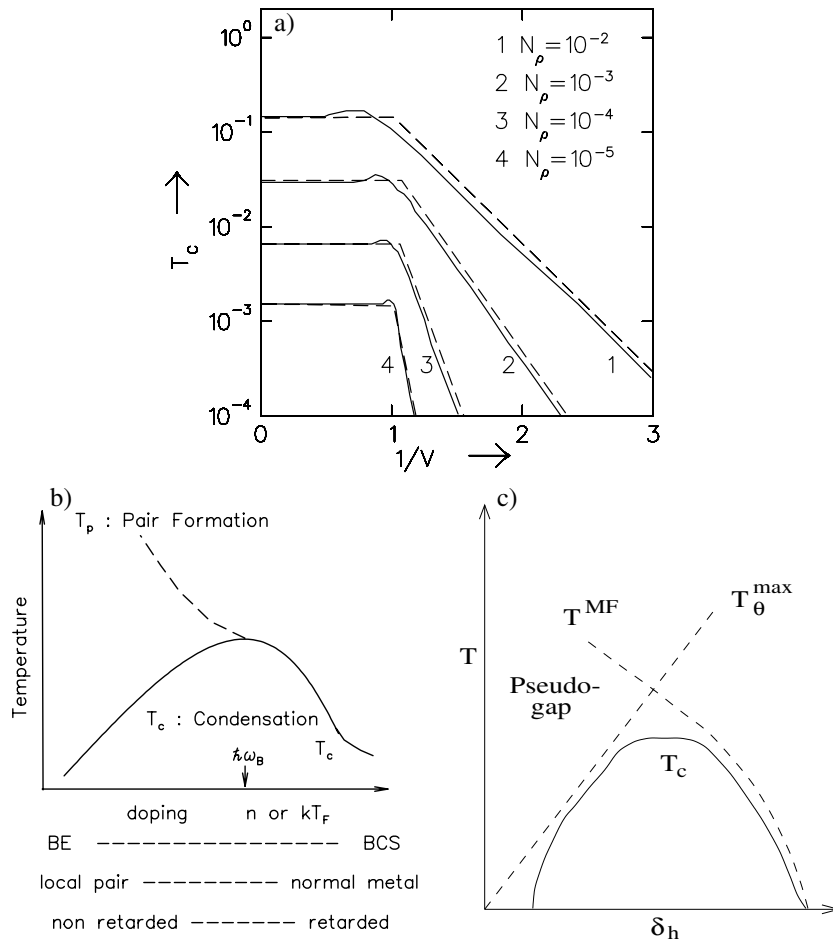 a)
10^0
10^-1
10^-2
10^-3
10^-4
T_c
1 N_ρ=10^-2
2 N_ρ=10^-3
3 N_ρ=10^-4
4 N_ρ=10^-5
4 3 2 1
0 1 2 3
1/V
b)
T_p : Pair Formation
Temperature
T_c : Condensation
T_c
ħω_B
doping n or kT_F
BE BCS
local pair normal metal
non retarded retarded
c)
T^MF
T_θ^max
T
Pseudo-
gap
T_c
δ_h